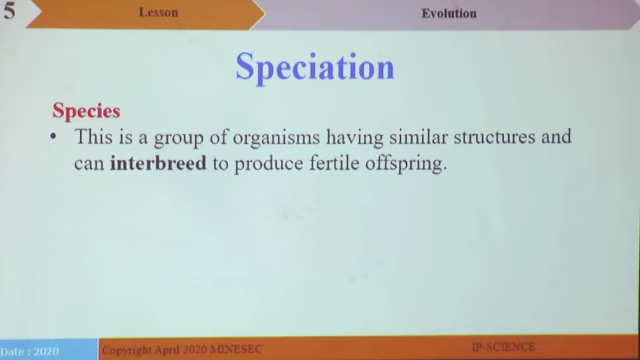 5
Lesson
Evolution
Speciation
Species
• This is a group of organisms having similar structures and
can interbreed to produce fertile offspring.
Date : 2020
Copyright April 2020 MINESEC
IP-SCIENCE